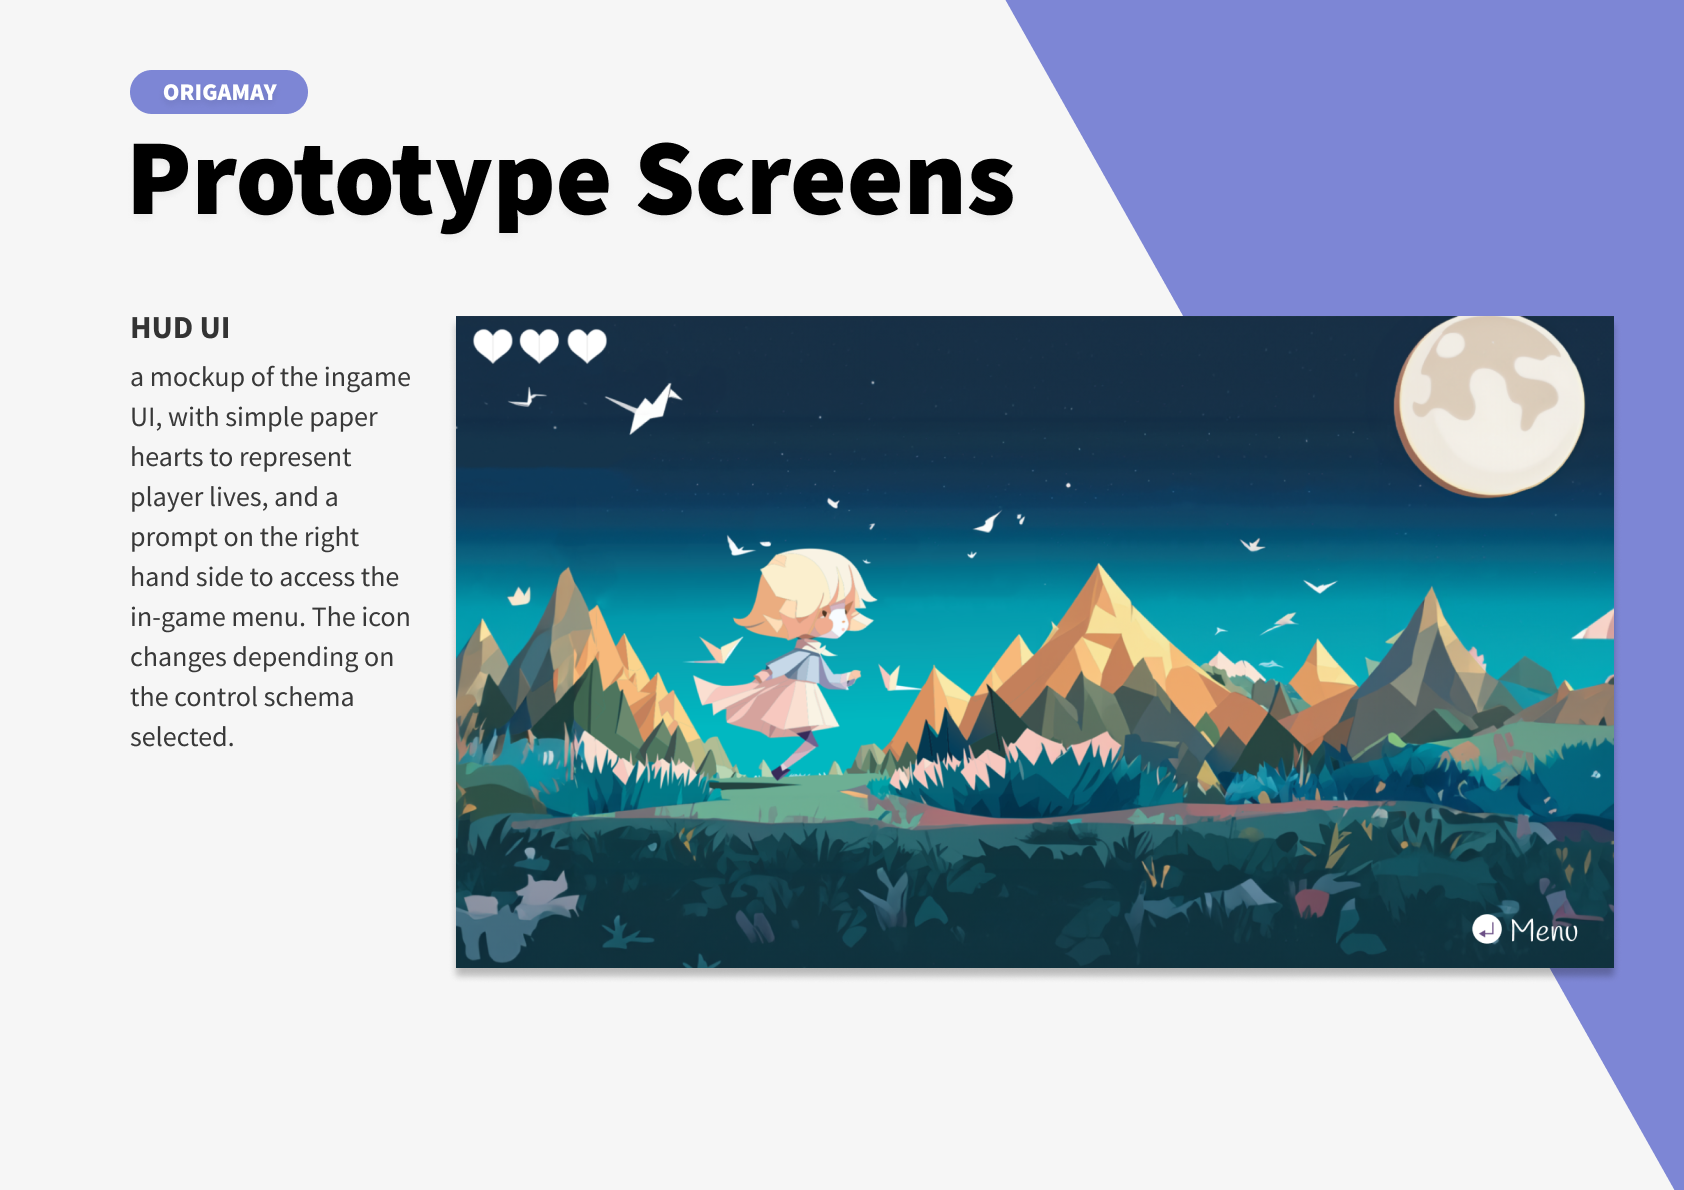 ORIGAMAY
Prototype Screens
HUD UI
a mockup of the ingame
UI, with simple paper
hearts to represent
player lives, and a
prompt on the right
hand side to access the
in-game menu. The icon
changes depending on
the control schema
selected.
Menu